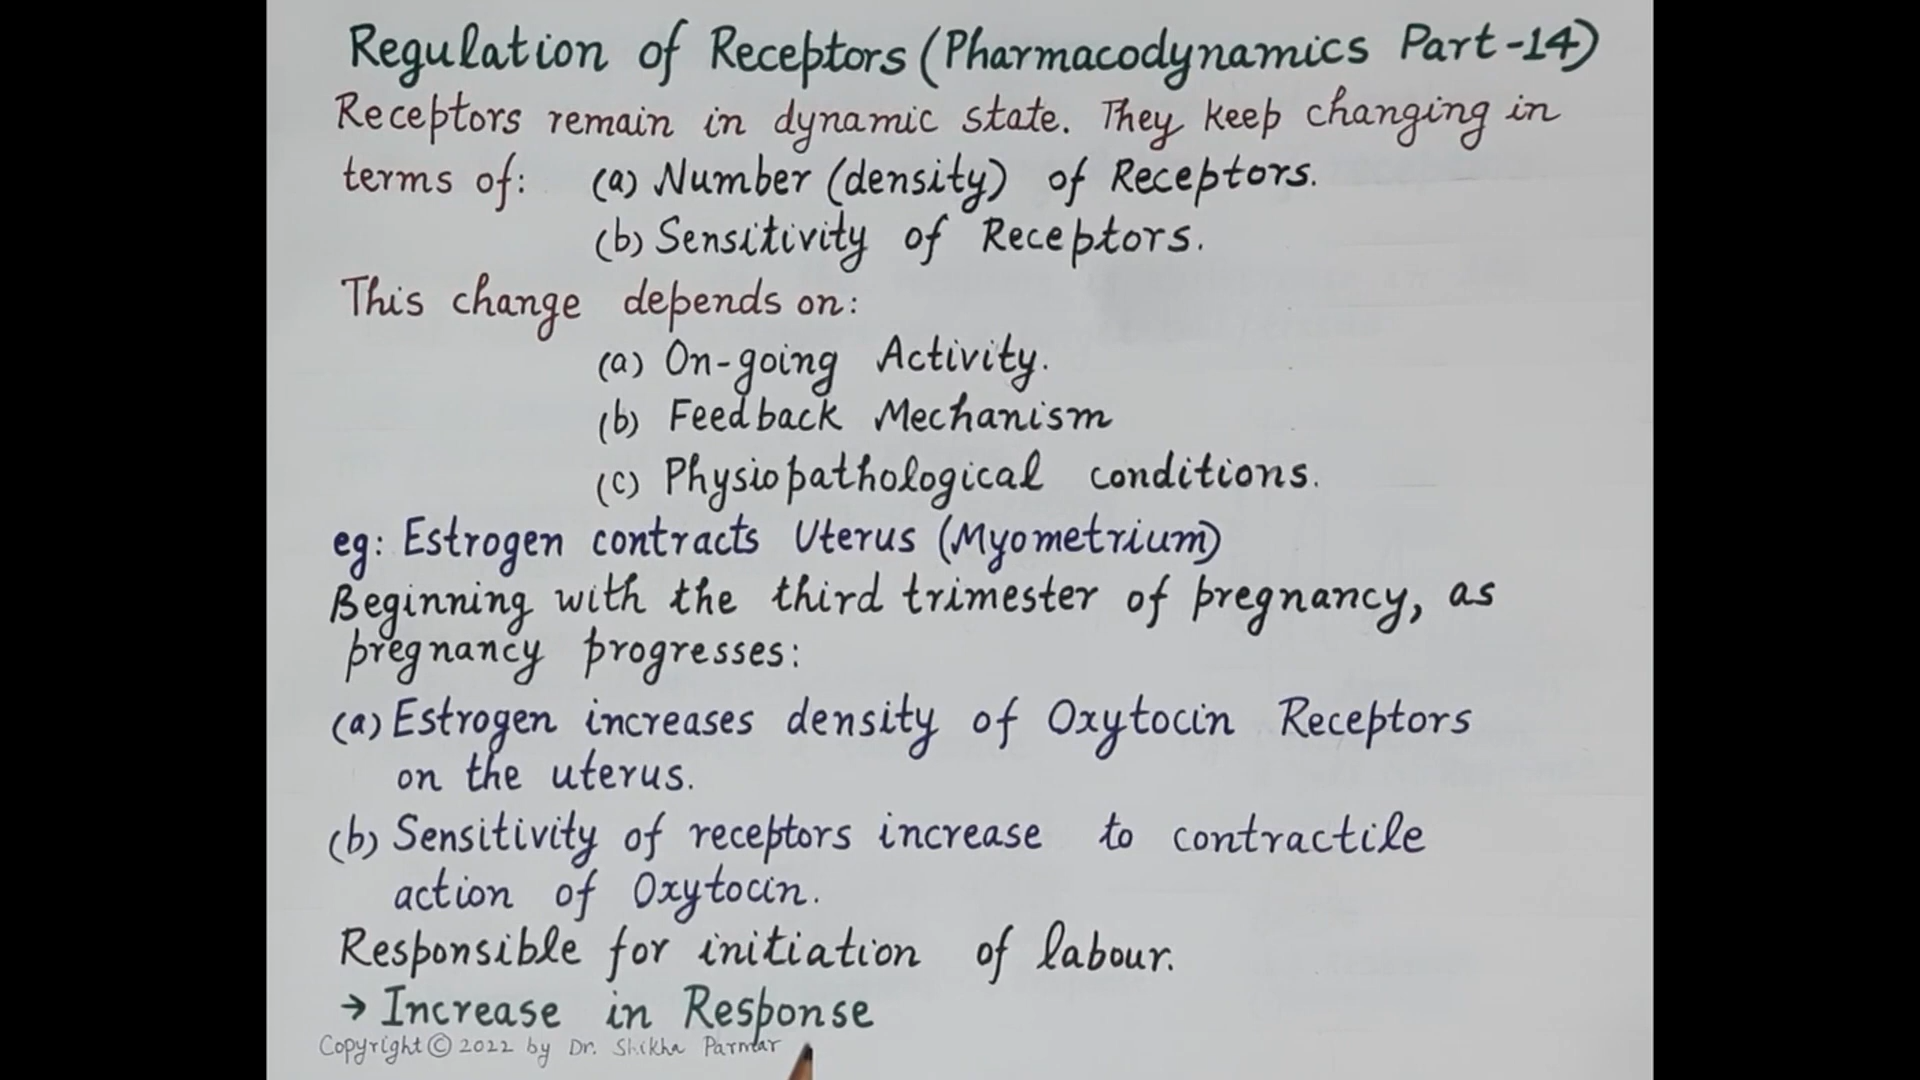 Regulation of Receptors (Pharmacodynamics Part-14)
Receptors remain in dynamic state. They keep changing in
terms of: (a) Number (density) of Receptors.
(b) Sensitivity of Receptors.
This change depends on:
(a) On-going Activity.
(b) Feedback Mechanism
(c) Physiopathological conditions.
eg: Estrogen contracts Uterus (Myometrium)
Beginning with the third trimester of pregnancy, as
pregnancy progresses:
(a) Estrogen increases density of Oxytocin Receptors
on the uterus.
(b) Sensitivity of receptors increase to contractile
action of Oxytocin.
Responsible for initiation of labour.
→ Increase in Response
Copyright © 2022 by Dr. Shikha Parmar